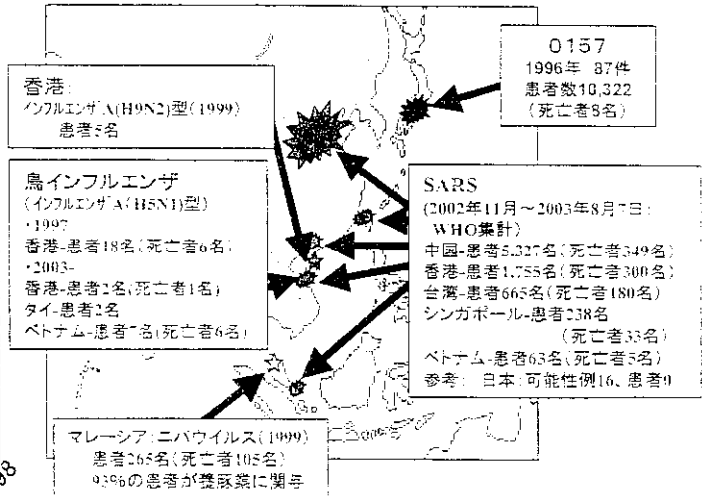 O157
1996年 87件
患者数10,322
(死亡者8名)
香港:
インフルエンザA(H9N2)型(1999)
患者5名
鳥インフルエンザ
(インフルエンザA(H5N1)型)
・1997
香港-患者18名(死亡者6名)
・2003-
香港-患者2名(死亡者1名)
タイ-患者2名
ベトナム-患者7名(死亡者6名)
SARS
(2002年11月～2003年8月7日:
WHO集計)
中国-患者5,327名(死亡者349名)
香港-患者1,755名(死亡者300名)
台湾-患者665名(死亡者180名)
シンガポール-患者238名
(死亡者33名)
ベトナム-患者63名(死亡者5名)
参考: 日本:可能性例16、患者9
マレーシア:ニパウイルス(1999)
患者265名(死亡者105名)
93%の患者が養豚業に関与
98